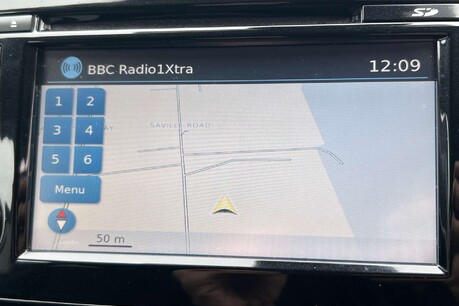 SD
BBC Radio1Xtra
12:09
1 2
3 4
5 6
SAVILLE ROAD
Menu
50 m